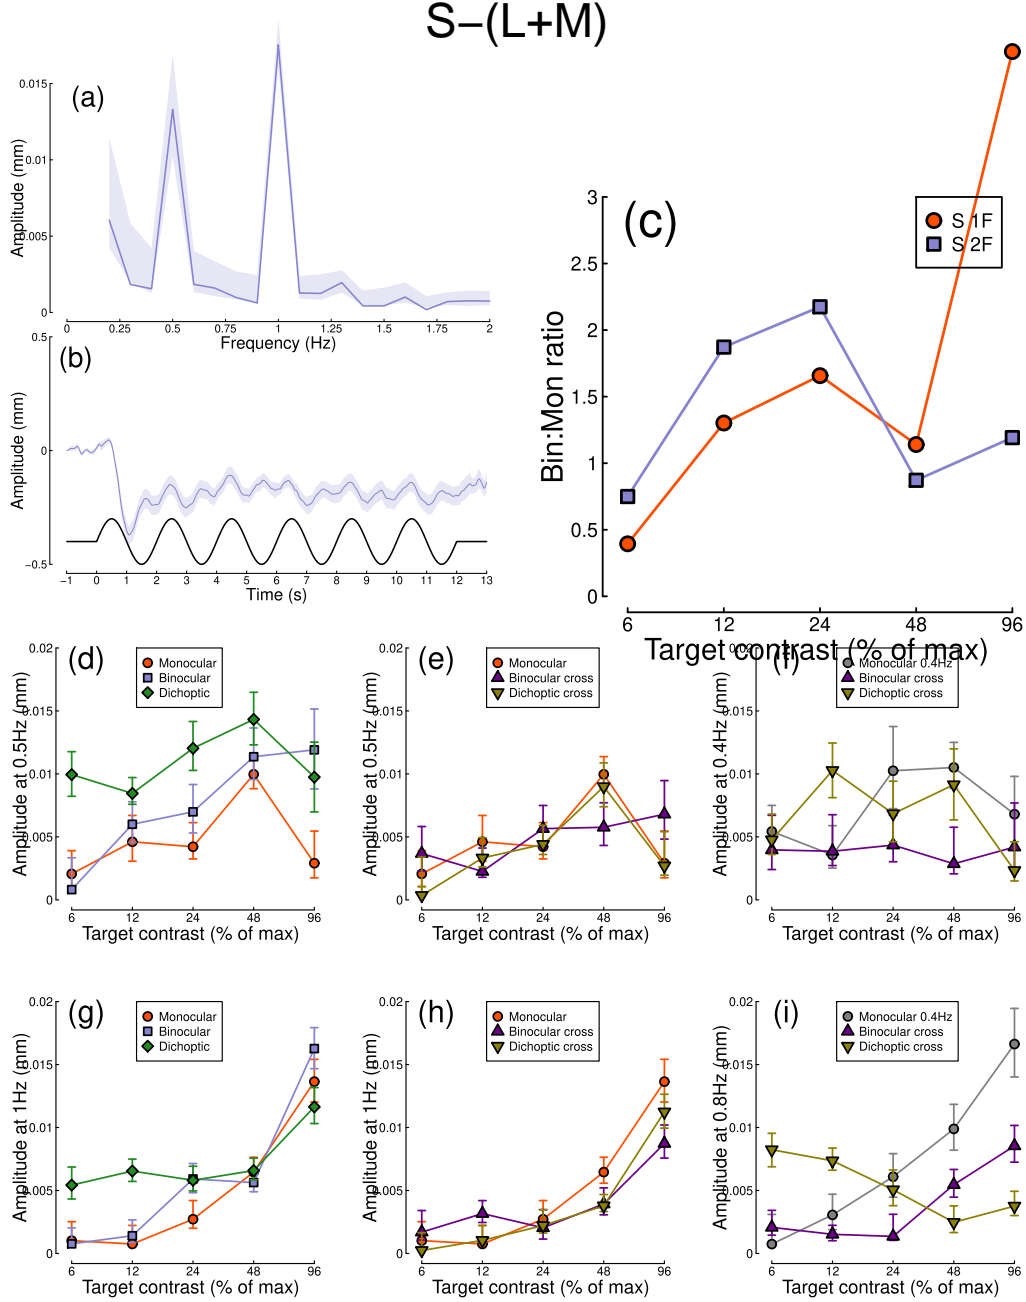 S−(L+M)
(a)
Amplitude (mm)
0.015
0.01
0.005
0
0 0.25 0.5 0.75 1 1.25 1.5 1.75 2
Frequency (Hz)
(b)
Amplitude (mm)
0.5
0
−0.5
−1 0 1 2 3 4 5 6 7 8 9 10 11 12 13
Time (s)
(c)
S 1F
S 2F
Bin:Mon ratio
3
2.5
2
1.5
1
0.5
0
6 12 24 48 96
Target contrast (% of max)
(d)
Monocular
Binocular
Dichoptic
Amplitude at 0.5Hz (mm)
0.02
0.015
0.01
0.005
0
6 12 24 48 96
Target contrast (% of max)
(e)
Monocular
Binocular cross
Dichoptic cross
Amplitude at 0.5Hz (mm)
0.02
0.015
0.01
0.005
0
6 12 24 48 96
Target contrast (% of max)
(f)
Monocular 0.4Hz
Binocular cross
Dichoptic cross
Amplitude at 0.4Hz (mm)
0.02
0.015
0.01
0.005
0
6 12 24 48 96
Target contrast (% of max)
(g)
Monocular
Binocular
Dichoptic
Amplitude at 1Hz (mm)
0.02
0.015
0.01
0.005
0
6 12 24 48 96
Target contrast (% of max)
(h)
Monocular
Binocular cross
Dichoptic cross
Amplitude at 1Hz (mm)
0.02
0.015
0.01
0.005
0
6 12 24 48 96
Target contrast (% of max)
(i)
Monocular 0.4Hz
Binocular cross
Dichoptic cross
Amplitude at 0.8Hz (mm)
0.02
0.015
0.01
0.005
0
6 12 24 48 96
Target contrast (% of max)